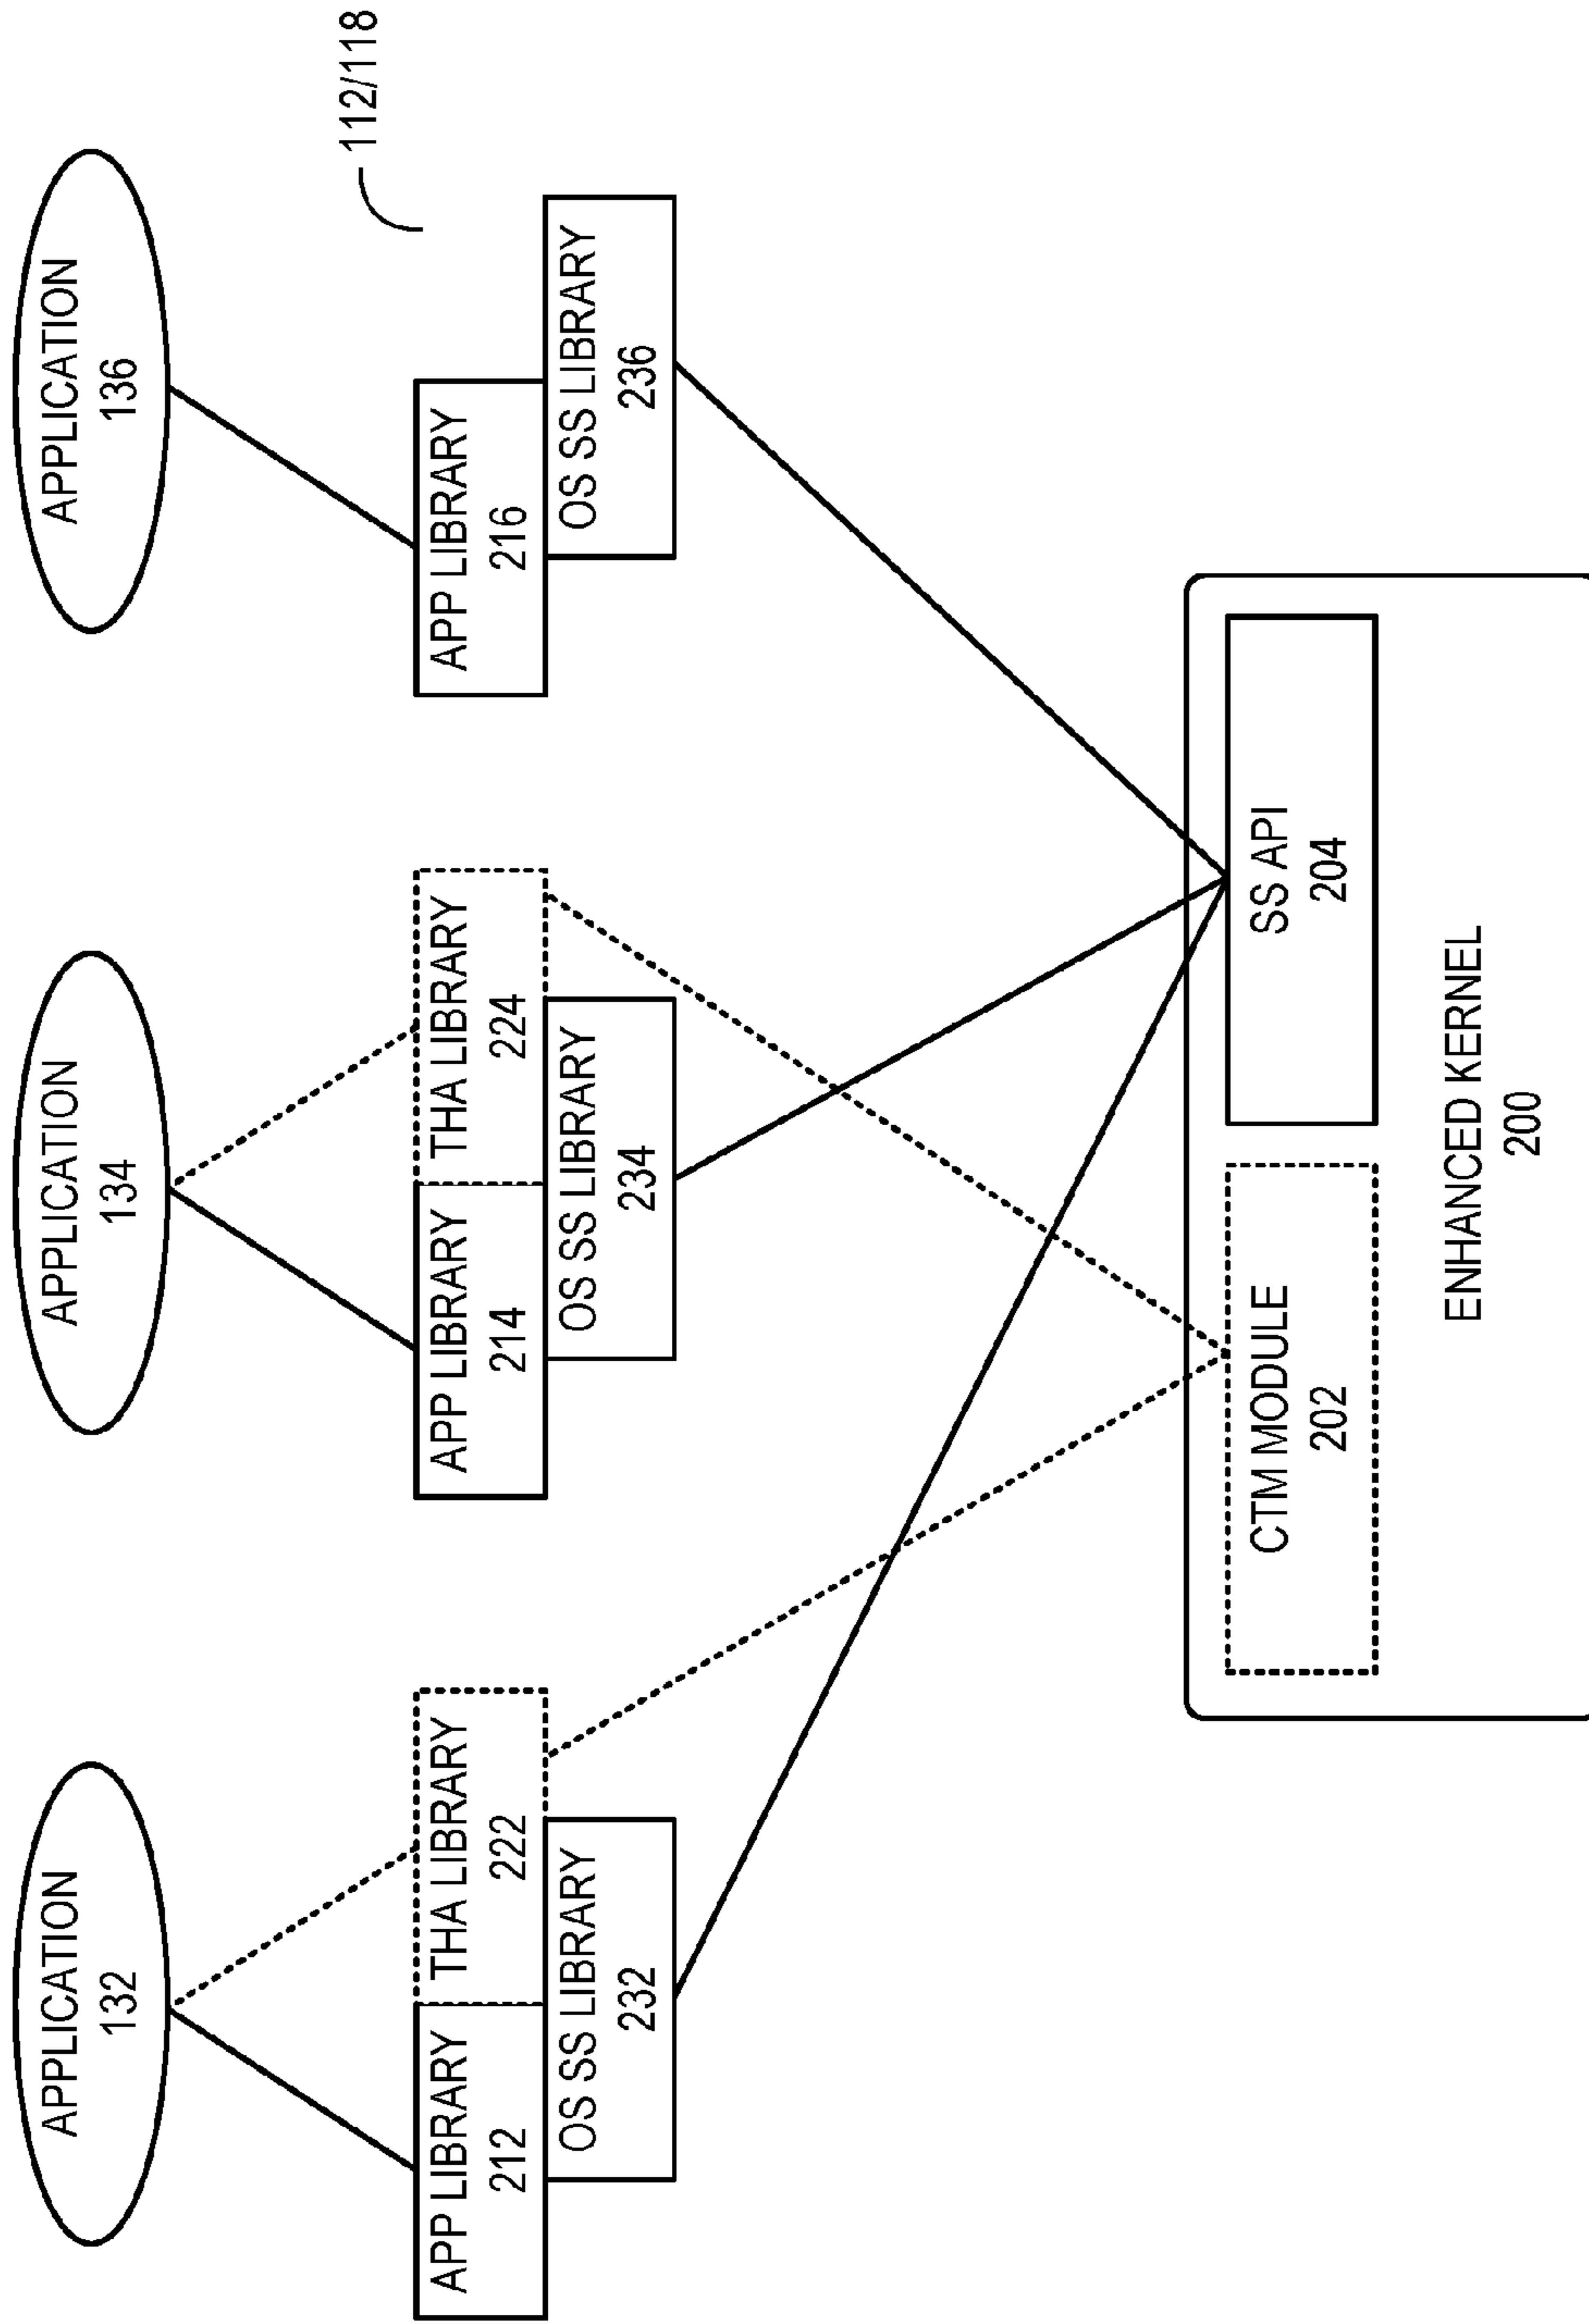 APPLICATION
132
APPLICATION
134
APPLICATION
136
112/118
APP LIBRARY
212
THA LIBRARY
222
OS SS LIBRARY
232
APP LIBRARY
214
THA LIBRARY
224
OS SS LIBRARY
234
APP LIBRARY
216
OS SS LIBRARY
236
CTM MODULE
202
SS API
204
ENHANCED KERNEL
200